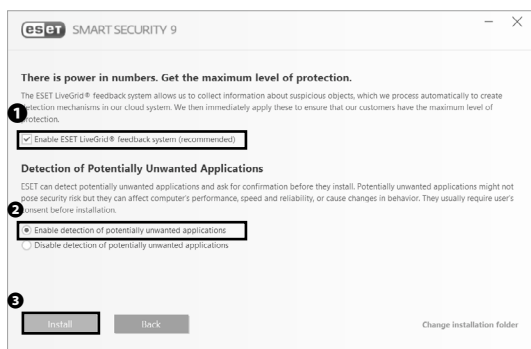 eset SMART SECURITY 9
There is power in numbers. Get the maximum level of protection.
The ESET LiveGrid® feedback system allows us to collect information about suspicious objects, which we process automatically to create
detection mechanisms in our cloud system. We then immediately apply these to ensure that our customers have the maximum level of
protection.
1
Enable ESET LiveGrid® feedback system (recommended)
Detection of Potentially Unwanted Applications
ESET can detect potentially unwanted applications and ask for confirmation before they install. Potentially unwanted applications might not
pose security risk but they can affect computer's performance, speed and reliability, or cause changes in behavior. They usually require user's
consent before installation.
2
Enable detection of potentially unwanted applications
Disable detection of potentially unwanted applications
3
Install Back Change installation folder